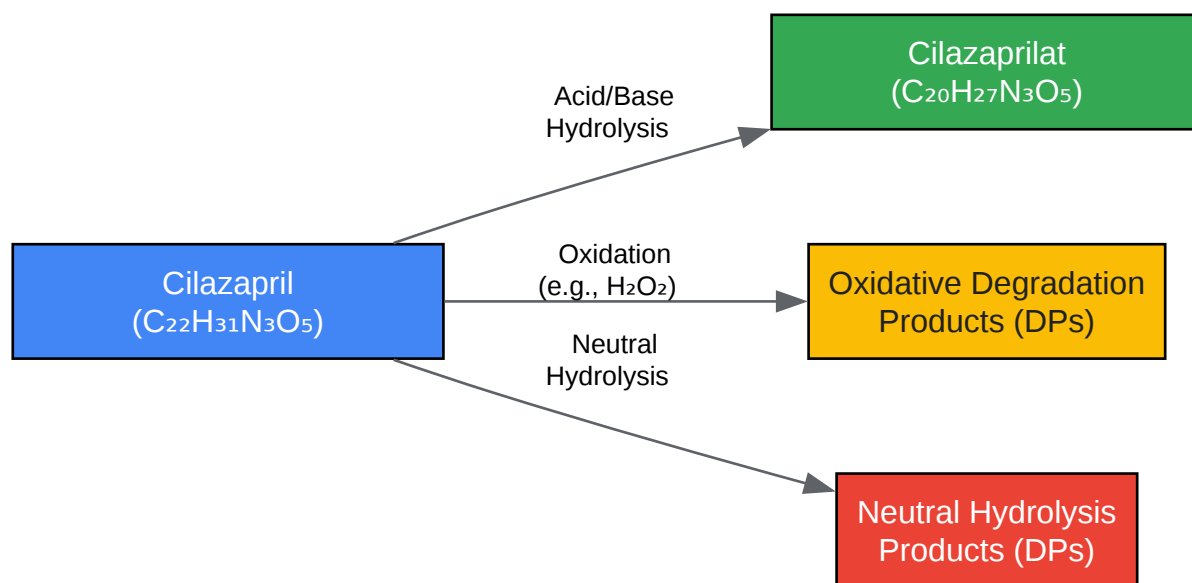 Cilazaprilat
(C₂₀H₂₇N₃O₅)
Acid/Base
Hydrolysis
Cilazapril
(C₂₂H₃₁N₃O₅)
Oxidation
(e.g., H₂O₂)
Oxidative Degradation
Products (DPs)
Neutral
Hydrolysis
Neutral Hydrolysis
Products (DPs)